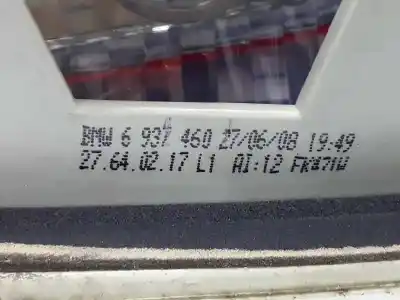 BMW 6 937 460 27/06/08 19:49
27.64.02.17 L1 AI:12